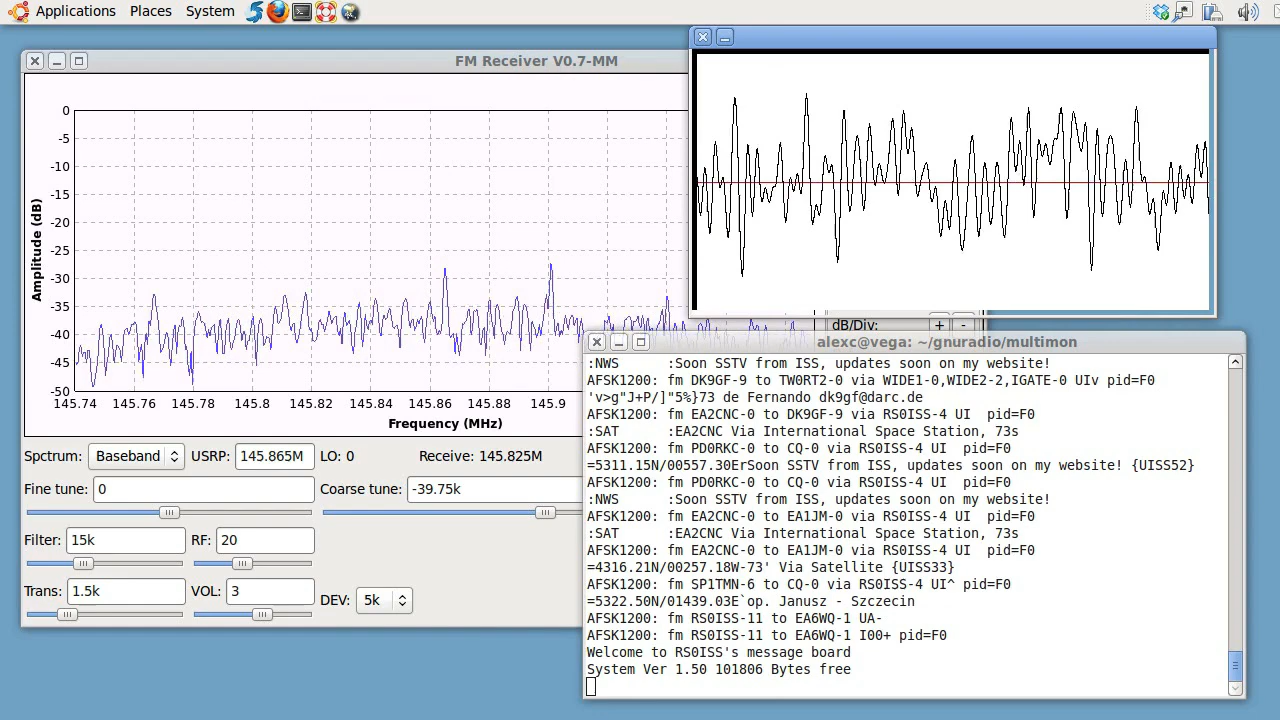 Applications Places System
FM Receiver V0.7-MM
0
-5
-10
-15
-20
-25
-30
-35
-40
-45
-50
Amplitude (dB)
145.74 145.76 145.78 145.8 145.82 145.84 145.86 145.88 145.9
Frequency (MHz)
dB/Div: + -
Spctrum: Baseband USRP: 145.865M LO: 0 Receive: 145.825M
Fine tune: 0 Coarse tune: -39.75k
Filter: 15k RF: 20
Trans: 1.5k VOL: 3 DEV: 5k
alexc@vega: ~/gnuradio/multimon
:NWS :Soon SSTV from ISS, updates soon on my website!
AFSK1200: fm DK9GF-9 to TW0RT2-0 via WIDE1-0,WIDE2-2,IGATE-0 UIv pid=F0
'v>g"J+P/]"5%}73 de Fernando dk9gf@darc.de
AFSK1200: fm EA2CNC-0 to DK9GF-9 via RS0ISS-4 UI pid=F0
:SAT :EA2CNC Via International Space Station, 73s
AFSK1200: fm PD0RKC-0 to CQ-0 via RS0ISS-4 UI pid=F0
=5311.15N/00557.30ErSoon SSTV from ISS, updates soon on my website! {UISS52}
AFSK1200: fm PD0RKC-0 to CQ-0 via RS0ISS-4 UI pid=F0
:NWS :Soon SSTV from ISS, updates soon on my website!
AFSK1200: fm EA2CNC-0 to EA1JM-0 via RS0ISS-4 UI pid=F0
:SAT :EA2CNC Via International Space Station, 73s
AFSK1200: fm EA2CNC-0 to EA1JM-0 via RS0ISS-4 UI pid=F0
=4316.21N/00257.18W-73' Via Satellite {UISS33}
AFSK1200: fm SP1TMN-6 to CQ-0 via RS0ISS-4 UI^ pid=F0
=5322.50N/01439.03E`op. Janusz - Szczecin
AFSK1200: fm RS0ISS-11 to EA6WQ-1 UA-
AFSK1200: fm RS0ISS-11 to EA6WQ-1 I00+ pid=F0
Welcome to RS0ISS's message board
System Ver 1.50 101806 Bytes free